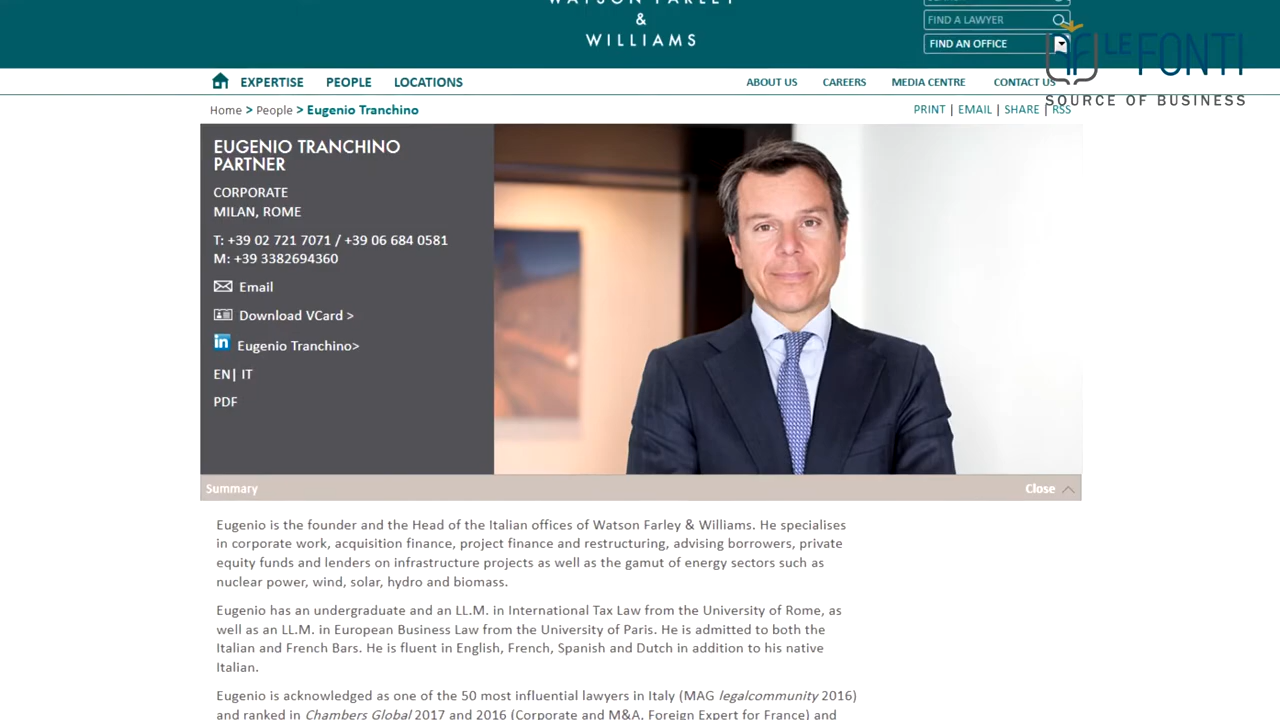 WATSON FARLEY
&
WILLIAMS
FIND A LAWYER
FIND AN OFFICE
LE FONTI
SOURCE OF BUSINESS
EXPERTISE PEOPLE LOCATIONS ABOUT US CAREERS MEDIA CENTRE CONTACT US
Home > People > Eugenio Tranchino PRINT | EMAIL | SHARE | RSS
EUGENIO TRANCHINO
PARTNER
CORPORATE
MILAN, ROME
T: +39 02 721 7071 / +39 06 684 0581
M: +39 3382694360
Email
Download VCard >
in Eugenio Tranchino>
EN| IT
PDF
Summary Close
Eugenio is the founder and the Head of the Italian offices of Watson Farley & Williams. He specialises
in corporate work, acquisition finance, project finance and restructuring, advising borrowers, private
equity funds and lenders on infrastructure projects as well as the gamut of energy sectors such as
nuclear power, wind, solar, hydro and biomass.
Eugenio has an undergraduate and an LL.M. in International Tax Law from the University of Rome, as
well as an LL.M. in European Business Law from the University of Paris. He is admitted to both the
Italian and French Bars. He is fluent in English, French, Spanish and Dutch in addition to his native
Italian.
Eugenio is acknowledged as one of the 50 most influential lawyers in Italy (MAG legalcommunity 2016)
and ranked in Chambers Global 2017 and 2016 (Corporate and M&A, Foreign Expert for France) and